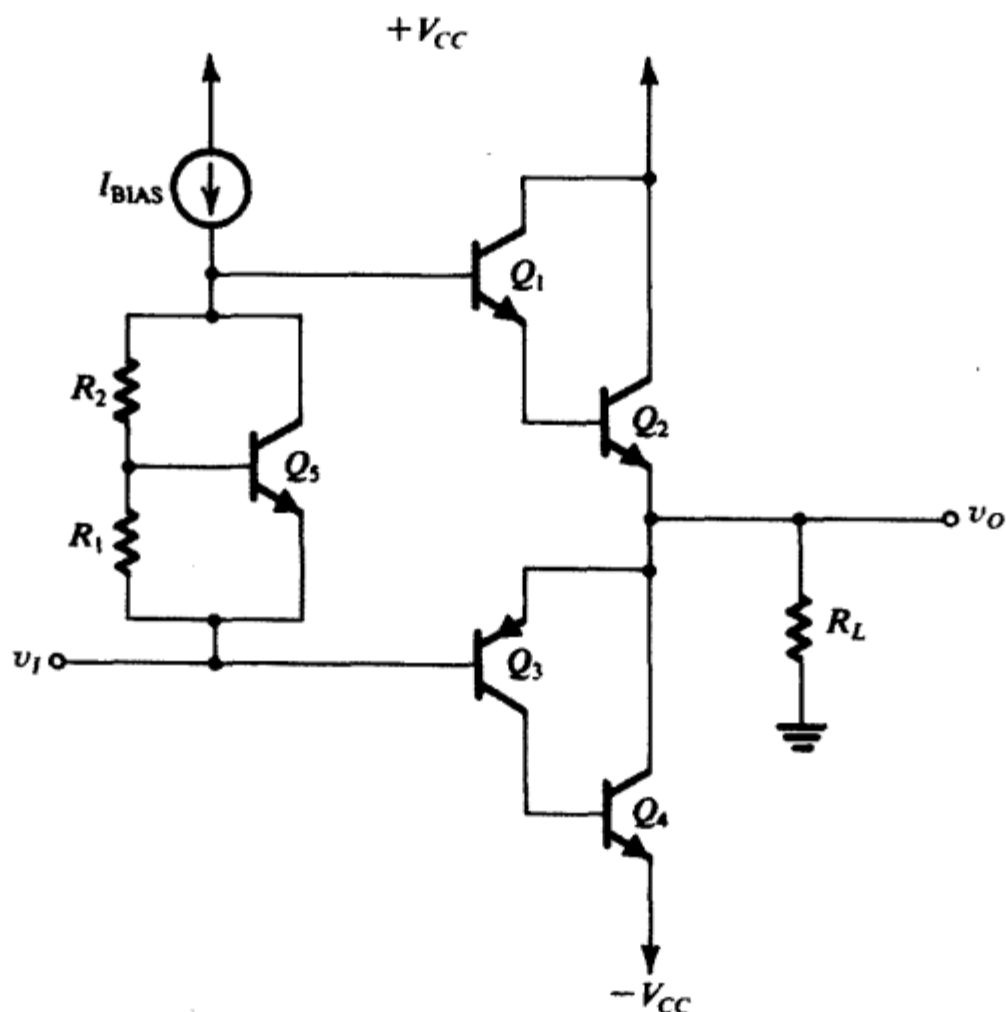 +V_CC
I_BIAS
Q_1
R_2
Q_2
Q_5
v_O
R_1
R_L
v_I
Q_3
Q_4
−V_CC